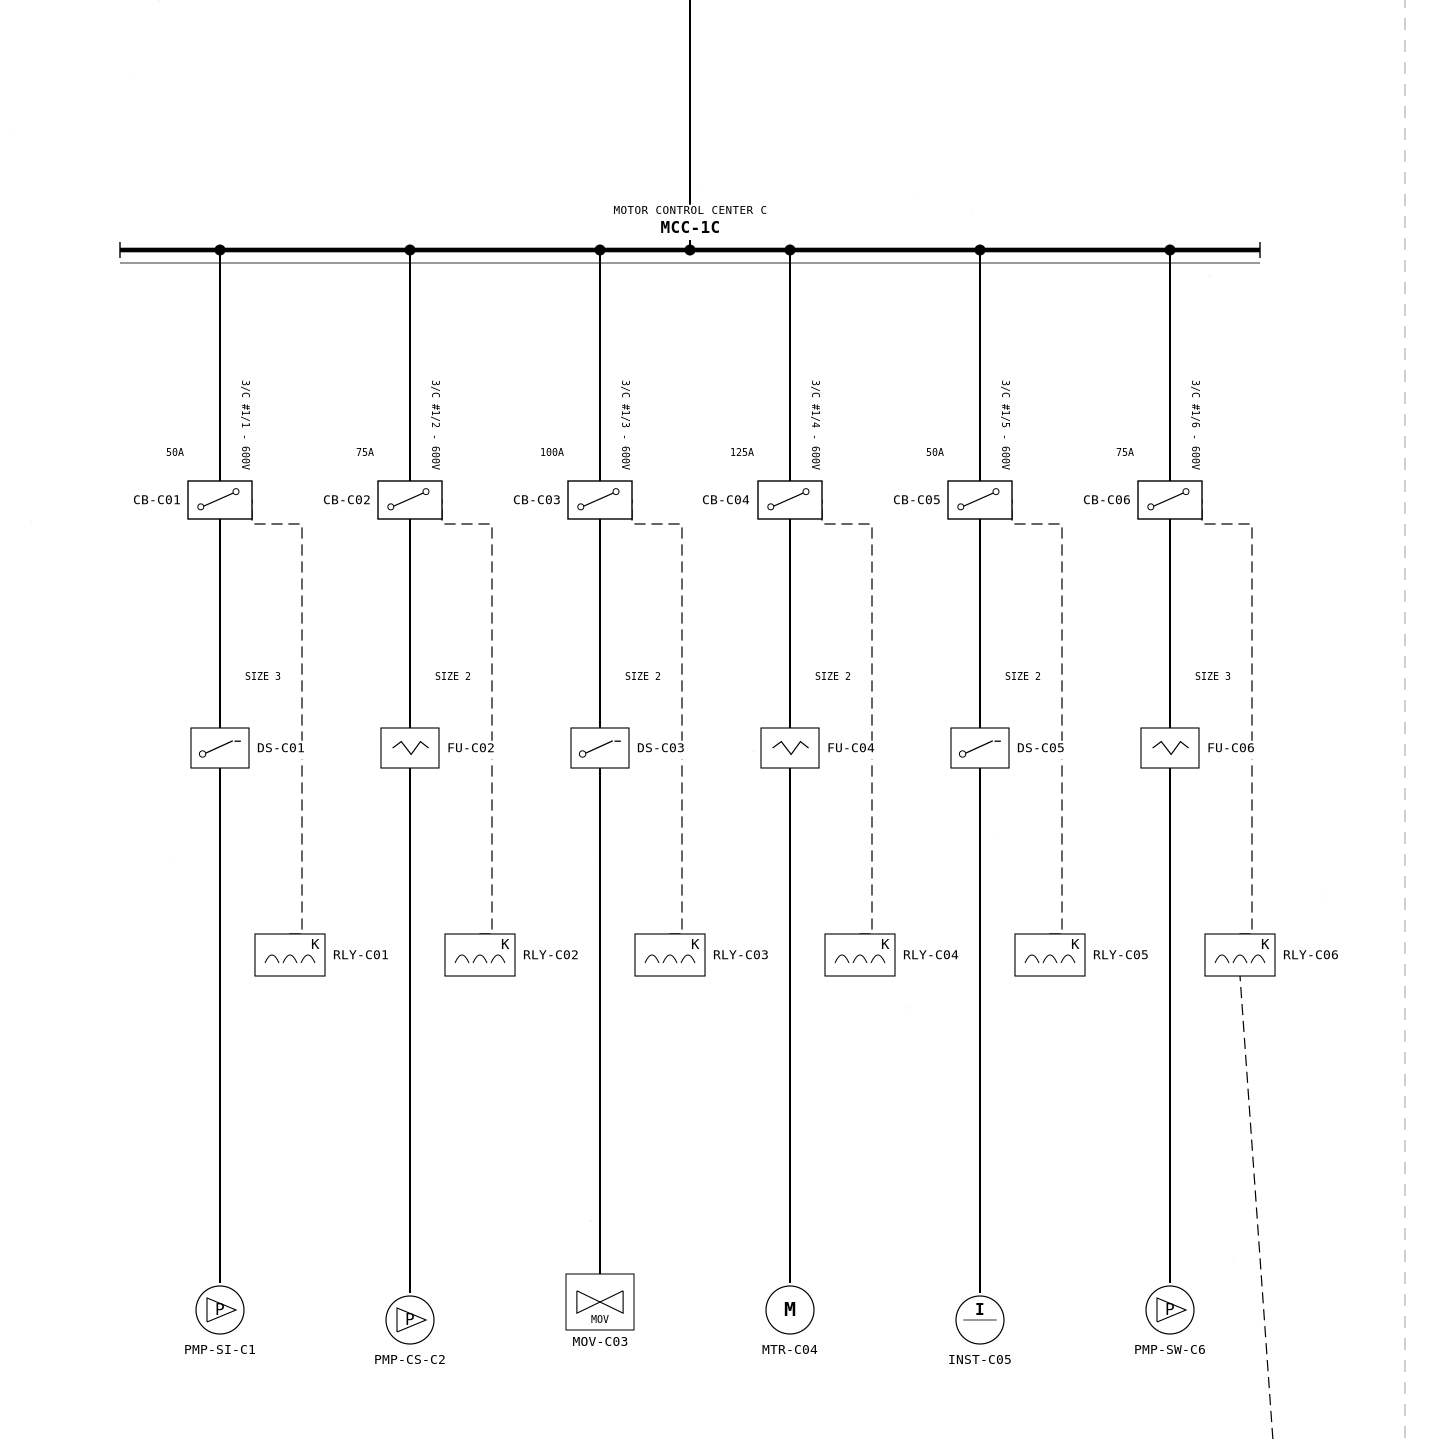 MOTOR CONTROL CENTER C
MCC-1C
3/C #1/1 - 600V
3/C #1/2 - 600V
3/C #1/3 - 600V
3/C #1/4 - 600V
3/C #1/5 - 600V
3/C #1/6 - 600V
50A
75A
100A
125A
50A
75A
CB-C01
CB-C02
CB-C03
CB-C04
CB-C05
CB-C06
SIZE 3
SIZE 2
SIZE 2
SIZE 2
SIZE 2
SIZE 3
DS-C01
FU-C02
DS-C03
FU-C04
DS-C05
FU-C06
K
K
K
K
K
K
RLY-C01
RLY-C02
RLY-C03
RLY-C04
RLY-C05
RLY-C06
P
P
MOV
M
I
P
PMP-SI-C1
PMP-CS-C2
MOV-C03
MTR-C04
INST-C05
PMP-SW-C6